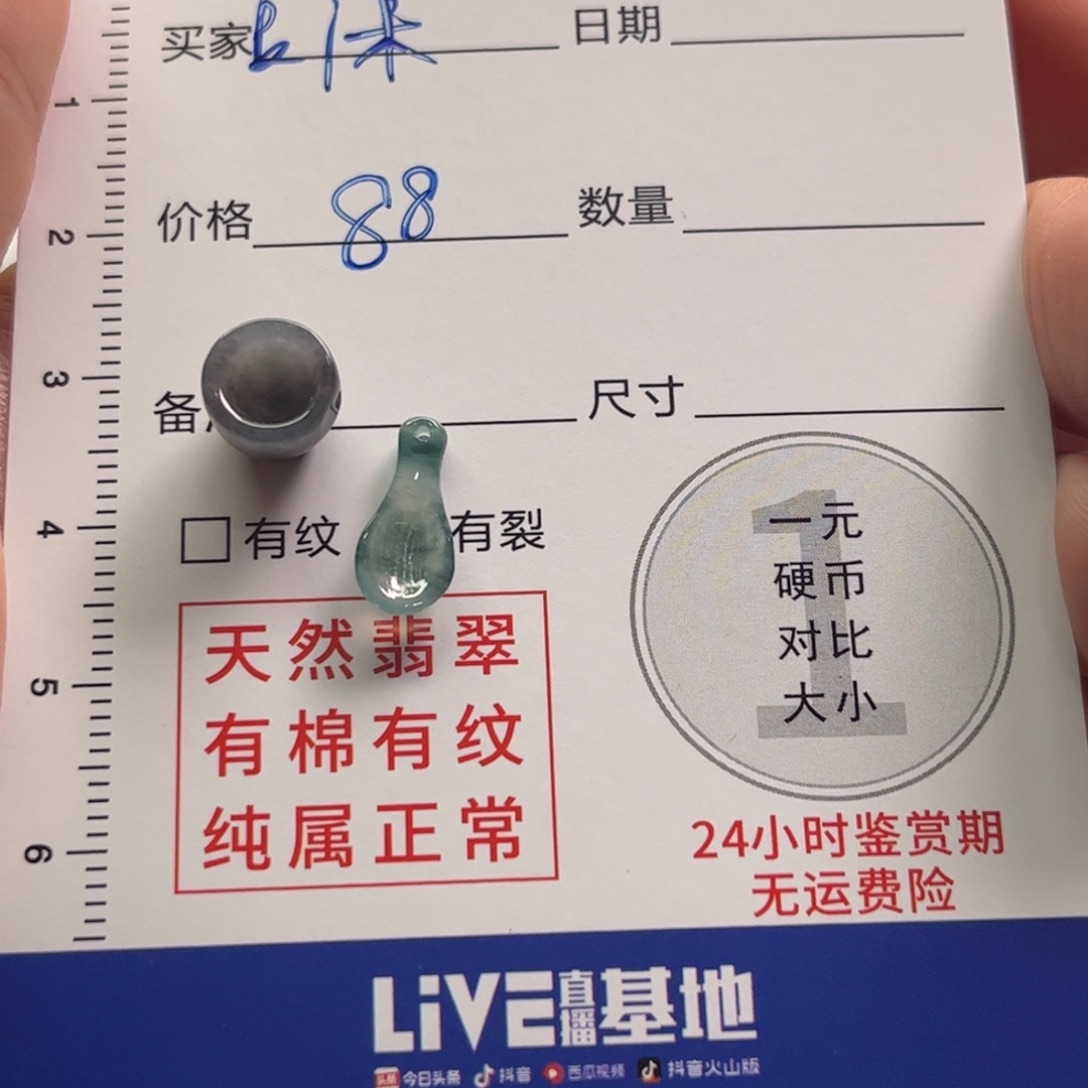 买家 日期
价格 88 数量
备 尺寸
1
2
3
4
5
6
有纹 有裂
天然翡翠
有棉有纹
纯属正常
1
一元
硬币
对比
大小
24小时鉴赏期
无运费险
LiVE直播基地
头条 今日头条 抖音 西瓜视频 抖音火山版